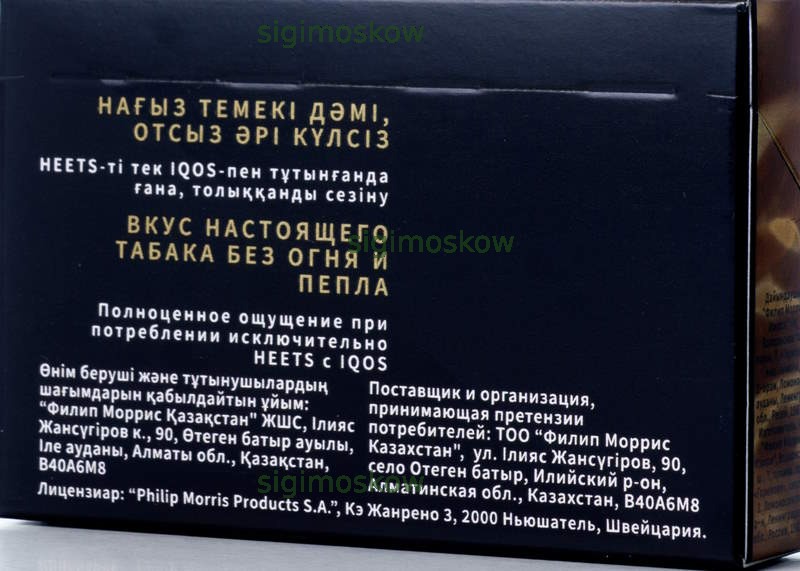 sigimoskow
НАҒЫЗ ТЕМЕКІ ДӘМІ,
ОТСЫЗ ӘРІ КҮЛСІЗ
HEETS-ті тек IQOS-пен тұтынғанда
ғана, толыққанды сезіну
ВКУС НАСТОЯЩЕГО
ТАБАКА БЕЗ ОГНЯ И
ПЕПЛА
sigimoskow
Полноценное ощущение при
потреблении исключительно
HEETS с IQOS
Өнім беруші және тұтынушылардың
шағымдарын қабылдайтын ұйым:
“Филип Моррис Қазақстан" ЖШС, Ілияс
Жансүгіров к., 90, Өтеген батыр ауылы,
Іле ауданы, Алматы обл., Қазақстан,
B40A6M8
Поставщик и организация,
принимающая претензии
потребителей: ТОО “Филип Моррис
Казахстан", ул. Ілияс Жансүгіров, 90,
село Отеген батыр, Илийский р-он,
Алматинская обл., Казахстан, B40A6M8
sigimoskow
Лицензиар: “Philip Morris Products S.A.”, Кэ Жанрено 3, 2000 Ньюшатель, Швейцария.